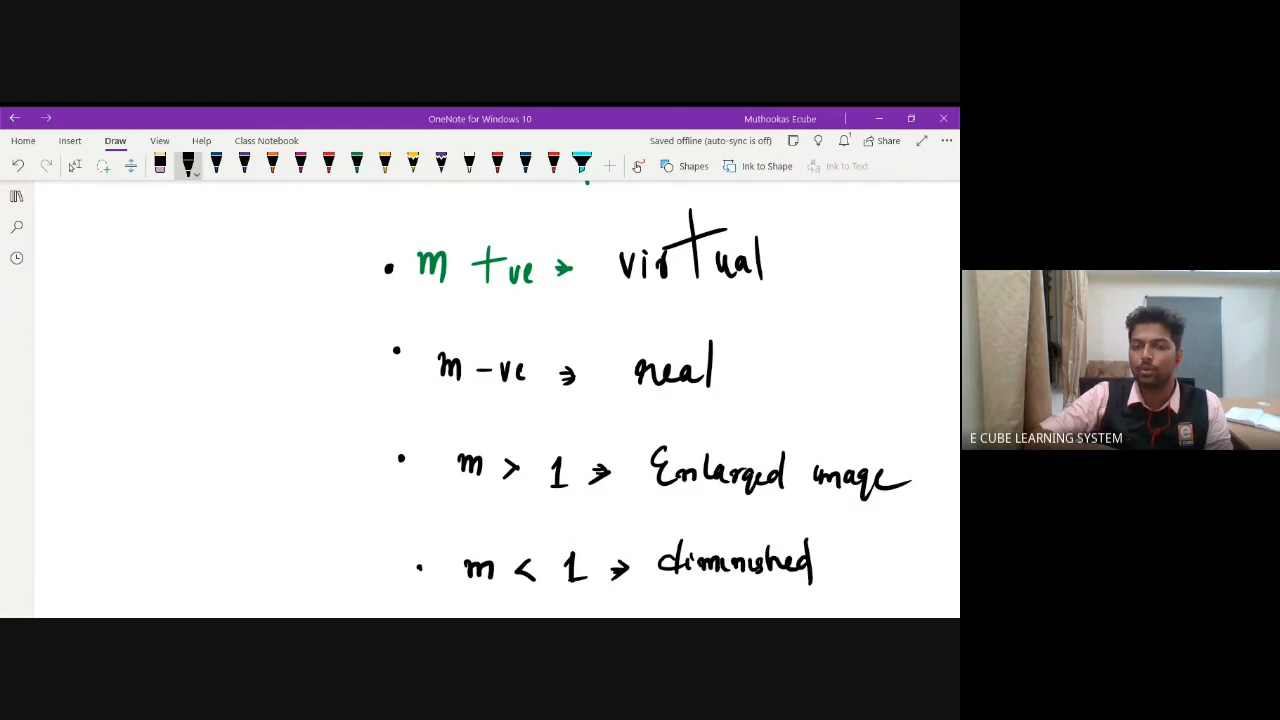 OneNote for Windows 10
Muthookas Ecube
Home Insert Draw View Help Class Notebook
Saved offline (auto-sync is off) Share
Shapes Ink to Shape Ink to Text
• m +ve ⇒ virtual
• m -ve ⇒ real
• m > 1 ⇒ Enlarged image
• m < 1 ⇒ diminished
E CUBE LEARNING SYSTEM